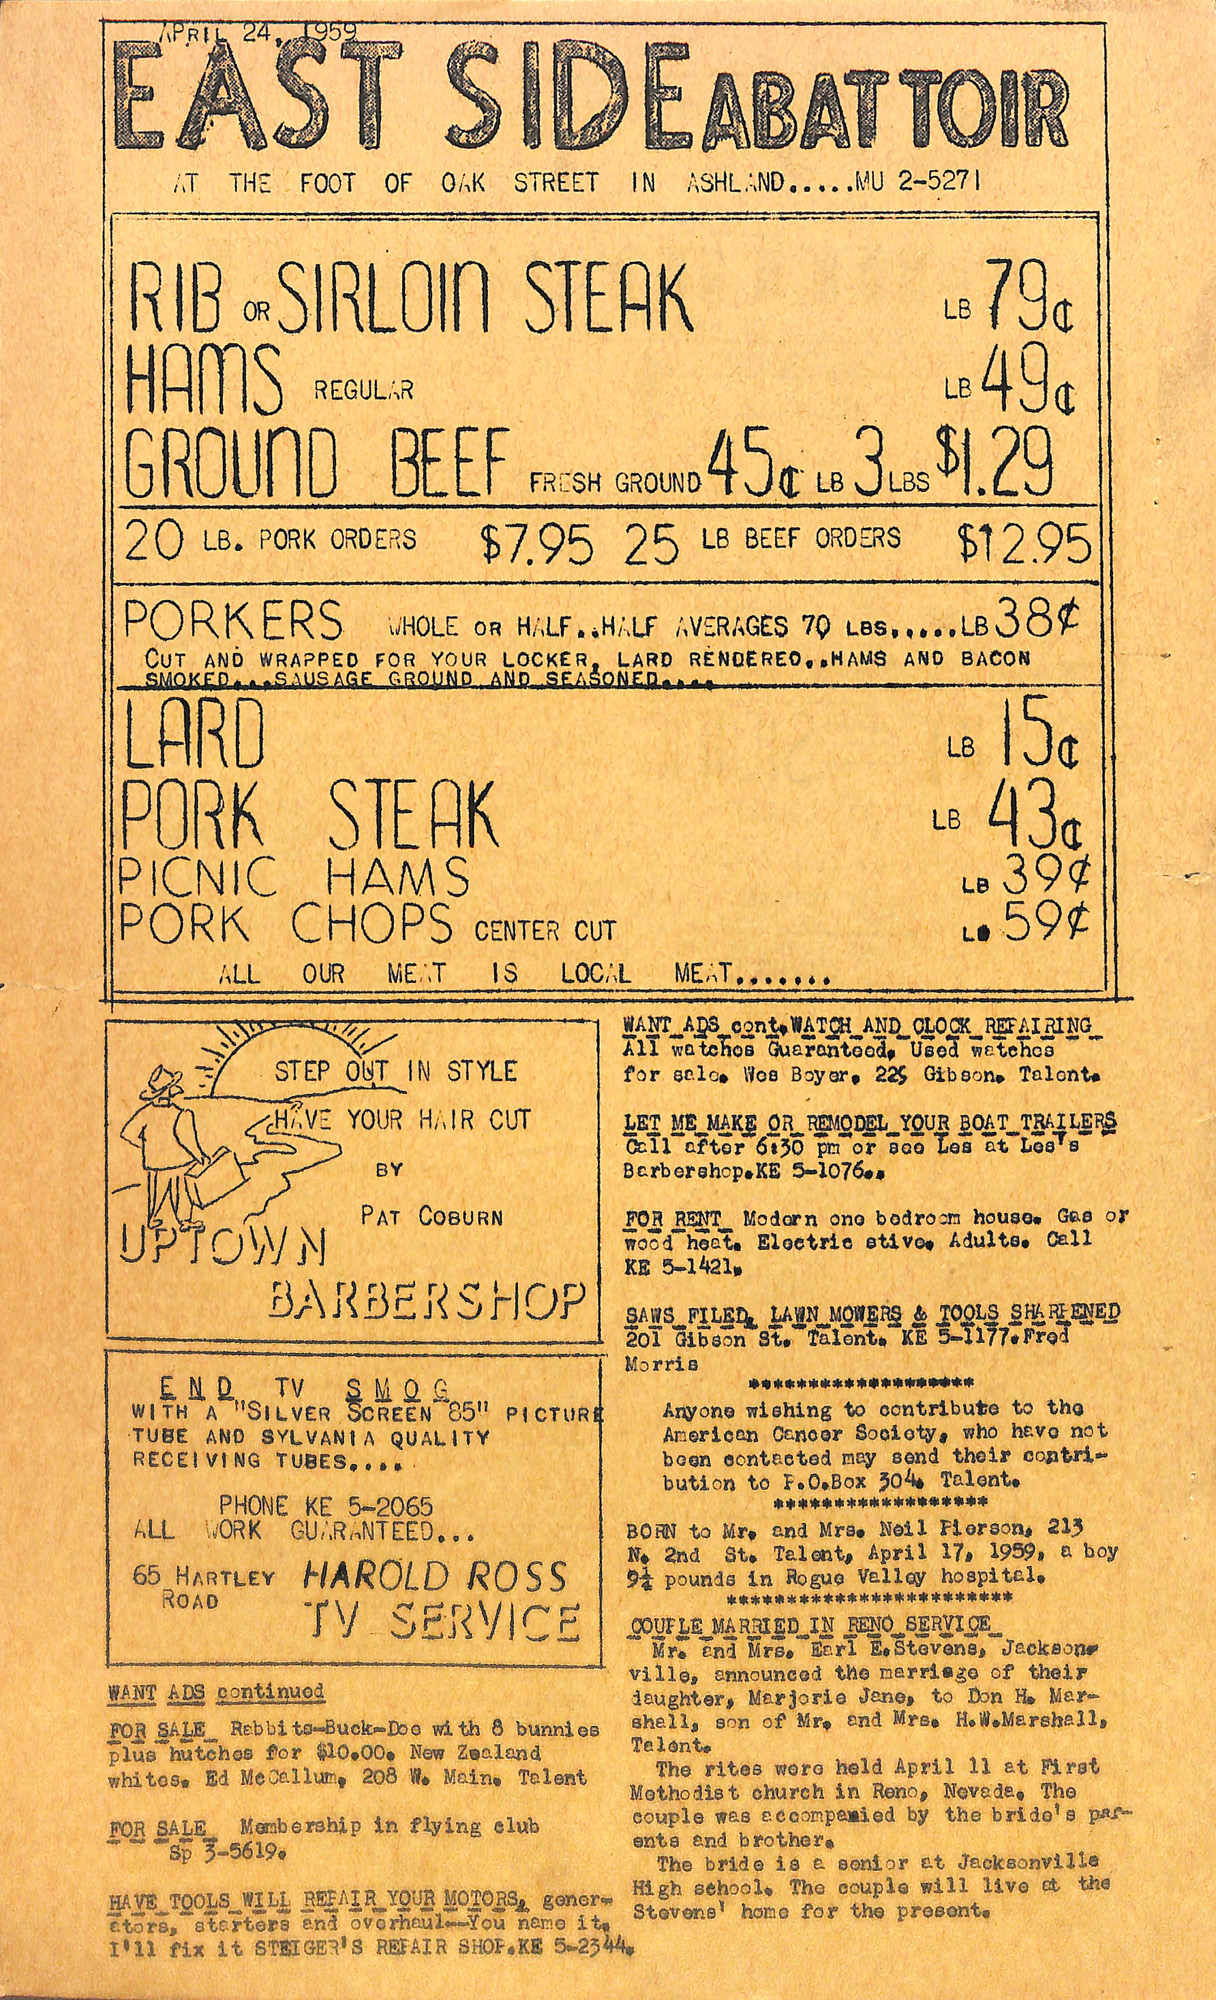 APRIL 24, 1959
EAST SIDE ABATTOIR
AT THE FOOT OF OAK STREET IN ASHLAND.....MU 2-5271
RIB OR SIRLOIN STEAK LB 79¢
HAMS REGULAR LB 49¢
GROUND BEEF FRESH GROUND 45¢ LB 3 LBS $1.29
20 LB. PORK ORDERS $7.95 25 LB BEEF ORDERS $12.95
PORKERS WHOLE OR HALF..HALF AVERAGES 70 LBS......LB 38¢
CUT AND WRAPPED FOR YOUR LOCKER, LARD RENDERED..HAMS AND BACON
SMOKED...SAUSAGE GROUND AND SEASONED....
LARD LB 15¢
PORK STEAK LB 43¢
PICNIC HAMS LB 39¢
PORK CHOPS CENTER CUT LB 59¢
ALL OUR MEAT IS LOCAL MEAT.......
STEP OUT IN STYLE
HAVE YOUR HAIR CUT
BY
PAT COBURN
UPTOWN
BARBERSHOP
END TV SMOG
WITH A "SILVER SCREEN 85" PICTURE
TUBE AND SYLVANIA QUALITY
RECEIVING TUBES....
PHONE KE 5-2065
ALL WORK GUARANTEED...
65 HARTLEY HAROLD ROSS
ROAD
TV SERVICE
WANT ADS continued
FOR SALE Rabbits-Buck-Doe with 8 bunnies
plus hutches for $10.00. New Zealand
whites. Ed McCallum, 208 W. Main. Talent
FOR SALE Membership in flying club
Sp 3-5619.
HAVE TOOLS WILL REPAIR YOUR MOTORS, gener-
ators, starters and overhaul--You name it,
I'll fix it STEIGER'S REPAIR SHOP.KE 5-2344.
WANT ADS cont.WATCH AND CLOCK REPAIRING
All watches Guaranteed, Used watches
for sale. Wes Boyer. 225 Gibson. Talent.
LET ME MAKE OR REMODEL YOUR BOAT TRAILERS
Call after 6:30 pm or see Les at Les's
Barbershop.KE 5-1076..
FOR RENT Modern one bedroom house. Gas or
wood heat. Electric stive, Adults. Call
KE 5-1421.
SAWS FILED, LAWN MOWERS & TOOLS SHARPENED
201 Gibson St. Talent. KE 5-1177.Fred
Morris
*******************
Anyone wishing to contribute to the
American Cancer Society, who have not
been contacted may send their contri-
bution to P.O.Box 304. Talent.
******************
BORN to Mr. and Mrs. Neil Pierson, 213
N. 2nd St. Talent, April 17, 1959, a boy
9½ pounds in Rogue Valley hospital.
************************
COUPLE MARRIED IN RENO SERVICE
Mr. and Mrs. Earl E.Stevens, Jackson-
ville, announced the marriage of their
daughter, Marjorie Jane, to Don H. Mar-
shall, son of Mr. and Mrs. H.W.Marshall,
Talent.
The rites were held April 11 at First
Methodist church in Reno, Nevada. The
couple was accompanied by the bride's par-
ents and brother.
The bride is a senior at Jacksonville
High school. The couple will live at the
Stevens' home for the present.